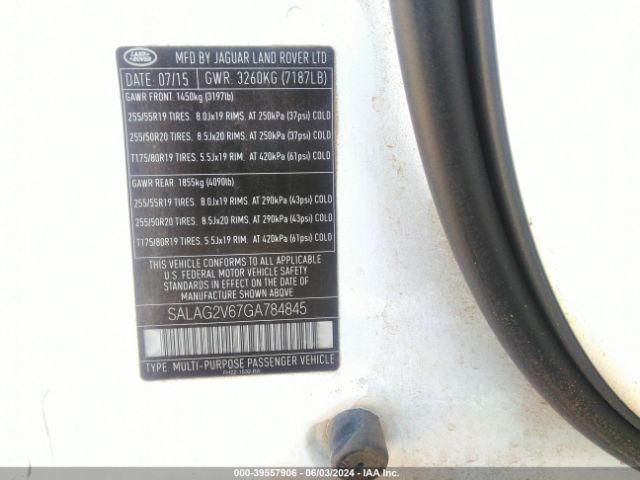 LAND ROVER
MFD BY JAGUAR LAND ROVER LTD
DATE: 07/15 GWR. 3260KG (7187LB)
GAWR FRONT. 1450kg (3197lb)
255/55R19 TIRES. 8.0Jx19 RIMS. AT 250kPa (37psi) COLD
255/50R20 TIRES. 8.5Jx20 RIMS. AT 250kPa (37psi) COLD
T175/80R19 TIRES. 5.5Jx19 RIM. AT 420kPa (61psi) COLD
GAWR REAR. 1855kg (4090lb)
255/55R19 TIRES. 8.0Jx19 RIMS. AT 290kPa (43psi) COLD
255/50R20 TIRES. 8.5Jx20 RIMS. AT 290kPa (43psi) COLD
T175/80R19 TIRES. 5.5Jx19 RIM. AT 420kPa (61psi) COLD
THIS VEHICLE CONFORMS TO ALL APPLICABLE
U.S. FEDERAL MOTOR VEHICLE SAFETY
STANDARDS IN EFFECT ON THE DATE OF
MANUFACTURE SHOWN ABOVE
SALAG2V67GA784845
TYPE: MULTI-PURPOSE PASSENGER VEHICLE
000-39557906 - 06/03/2024 - IAA Inc.